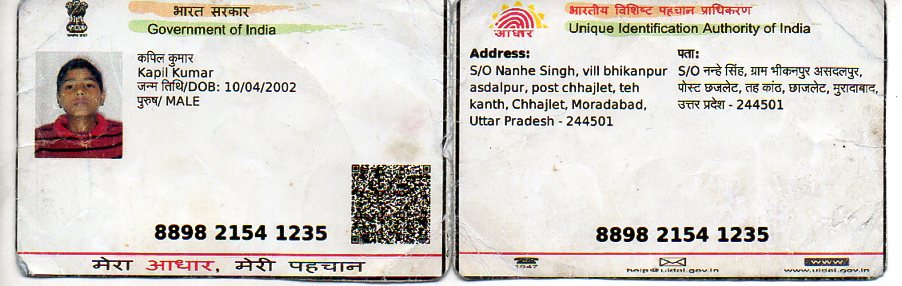 भारत सरकार
Government of India
कपिल कुमार
Kapil Kumar
जन्म तिथि/DOB: 10/04/2002
पुरुष/ MALE
8898 2154 1235
मेरा आधार, मेरी पहचान
आधार
भारतीय विशिष्ट पहचान प्राधिकरण
Unique Identification Authority of India
Address:
S/O Nanhe Singh, vill bhikanpur
asdalpur, post chhajlet, teh
kanth, Chhajlet, Moradabad,
Uttar Pradesh - 244501
पता:
S/O नन्हे सिंह, ग्राम भीकनपुर असदलपुर,
पोस्ट छजलेट, तह कांठ, छाजलेट, मुरादाबाद,
उत्तर प्रदेश - 244501
8898 2154 1235
1947
help@uidai.gov.in
www
www.uidai.gov.in